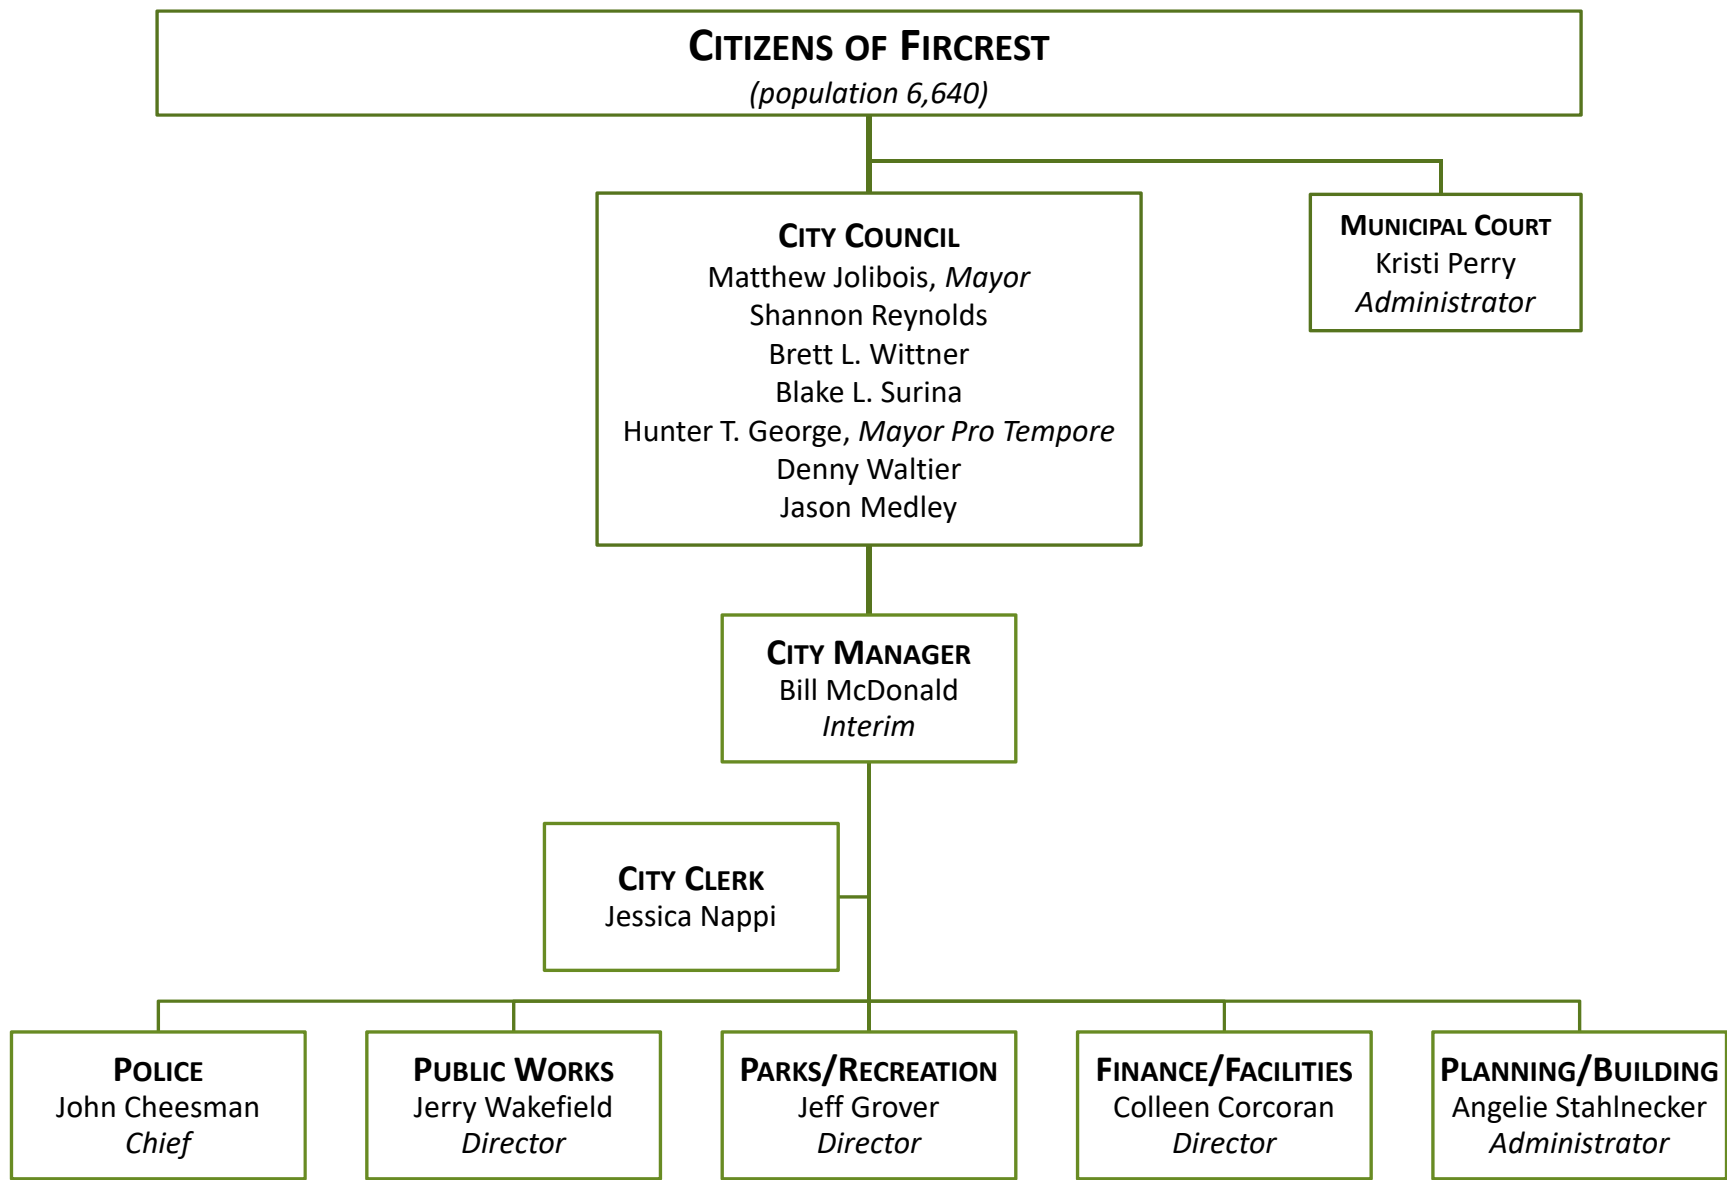 CITIZENS OF FIRCREST
(population 6,640)
CITY COUNCIL
Matthew Jolibois, Mayor
Shannon Reynolds
Brett L. Wittner
Blake L. Surina
Hunter T. George, Mayor Pro Tempore
Denny Waltier
Jason Medley
MUNICIPAL COURT
Kristi Perry
Administrator
CITY MANAGER
Bill McDonald
Interim
CITY CLERK
Jessica Nappi
POLICE
John Cheesman
Chief
PUBLIC WORKS
Jerry Wakefield
Director
PARKS/RECREATION
Jeff Grover
Director
FINANCE/FACILITIES
Colleen Corcoran
Director
PLANNING/BUILDING
Angelie Stahlnecker
Administrator